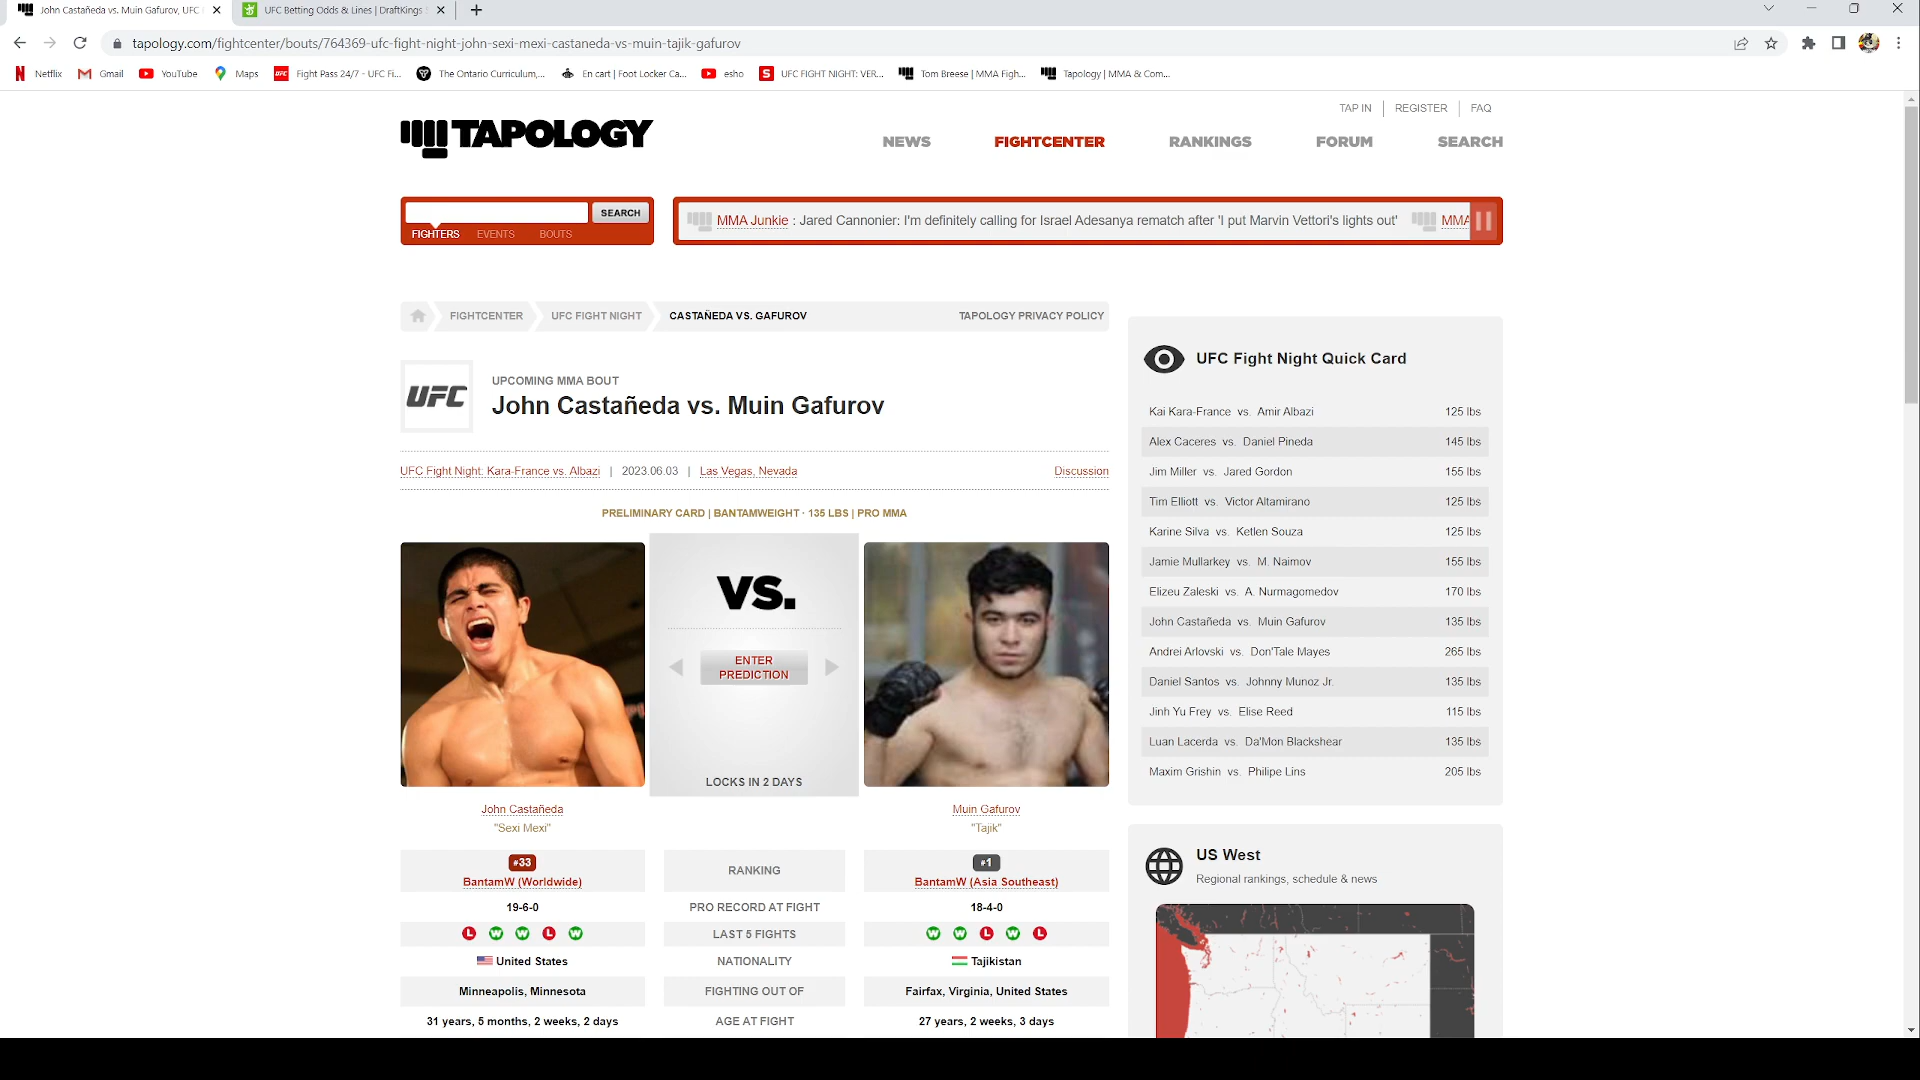 John Castañeda vs. Muin Gafurov, UFC
UFC Betting Odds & Lines | DraftKings
tapology.com/fightcenter/bouts/764369-ufc-fight-night-john-sexi-mexi-castaneda-vs-muin-tajik-gafurov
Netflix
Gmail
YouTube
Maps
Fight Pass 24/7 - UFC Fi...
The Ontario Curriculum,...
En cart | Foot Locker Ca...
esho
UFC FIGHT NIGHT: VER...
Tom Breese | MMA Figh...
Tapology | MMA & Com...
TAP IN
REGISTER
FAQ
TAPOLOGY
NEWS
FIGHTCENTER
RANKINGS
FORUM
SEARCH
SEARCH
FIGHTERS
EVENTS
BOUTS
MMA Junkie : Jared Cannonier: I'm definitely calling for Israel Adesanya rematch after 'I put Marvin Vettori's lights out'
MMA
FIGHTCENTER
UFC FIGHT NIGHT
CASTAÑEDA VS. GAFUROV
TAPOLOGY PRIVACY POLICY
UFC
UPCOMING MMA BOUT
John Castañeda vs. Muin Gafurov
UFC Fight Night: Kara-France vs. Albazi | 2023.06.03 | Las Vegas, Nevada
Discussion
PRELIMINARY CARD | BANTAMWEIGHT · 135 LBS | PRO MMA
VS.
ENTER
PREDICTION
LOCKS IN 2 DAYS
John Castañeda
"Sexi Mexi"
Muin Gafurov
"Tajik"
#33
BantamW (Worldwide)
RANKING
#1
BantamW (Asia Southeast)
19-6-0
PRO RECORD AT FIGHT
18-4-0
L W W L W
LAST 5 FIGHTS
W W L W L
United States
NATIONALITY
Tajikistan
Minneapolis, Minnesota
FIGHTING OUT OF
Fairfax, Virginia, United States
31 years, 5 months, 2 weeks, 2 days
AGE AT FIGHT
27 years, 2 weeks, 3 days
UFC Fight Night Quick Card
Kai Kara-France vs. Amir Albazi 125 lbs
Alex Caceres vs. Daniel Pineda 145 lbs
Jim Miller vs. Jared Gordon 155 lbs
Tim Elliott vs. Victor Altamirano 125 lbs
Karine Silva vs. Ketlen Souza 125 lbs
Jamie Mullarkey vs. M. Naimov 155 lbs
Elizeu Zaleski vs. A. Nurmagomedov 170 lbs
John Castañeda vs. Muin Gafurov 135 lbs
Andrei Arlovski vs. Don'Tale Mayes 265 lbs
Daniel Santos vs. Johnny Munoz Jr. 135 lbs
Jinh Yu Frey vs. Elise Reed 115 lbs
Luan Lacerda vs. Da'Mon Blackshear 135 lbs
Maxim Grishin vs. Philipe Lins 205 lbs
US West
Regional rankings, schedule & news